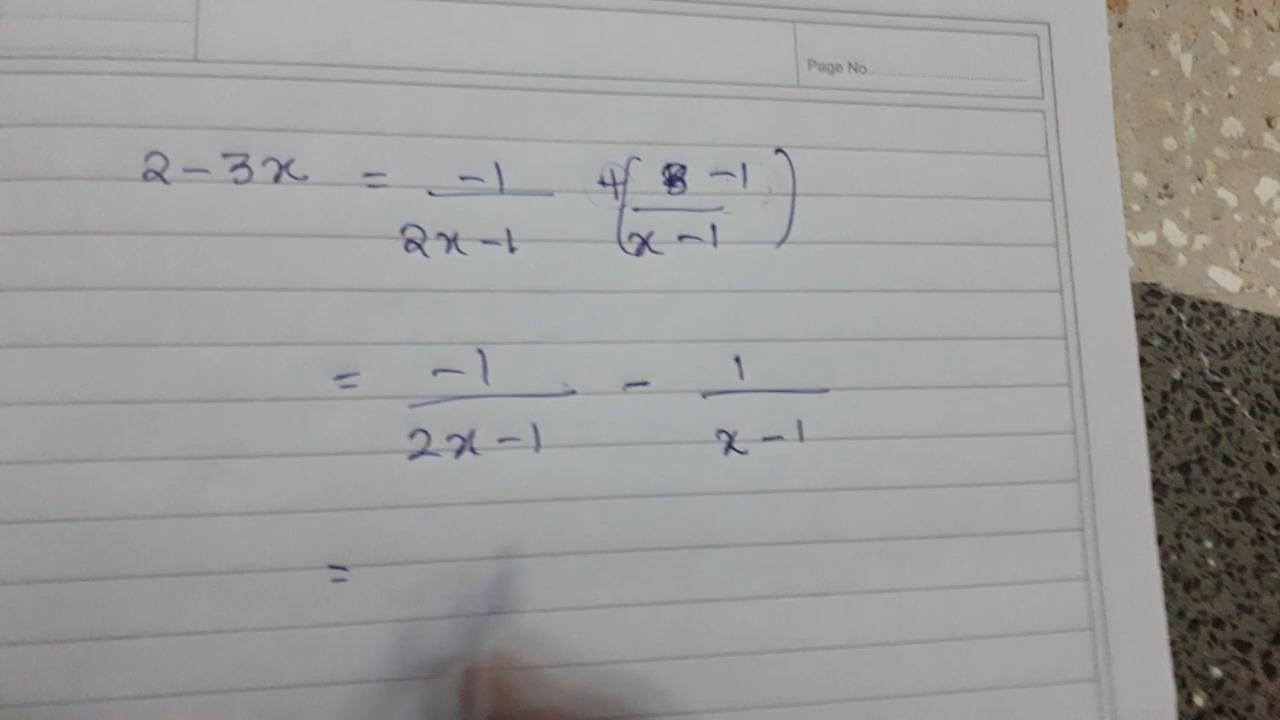 Page No
2 - 3x = -1 +( -1 )
2x - 1 x - 1
= -1 - 1
2x - 1 x - 1
=